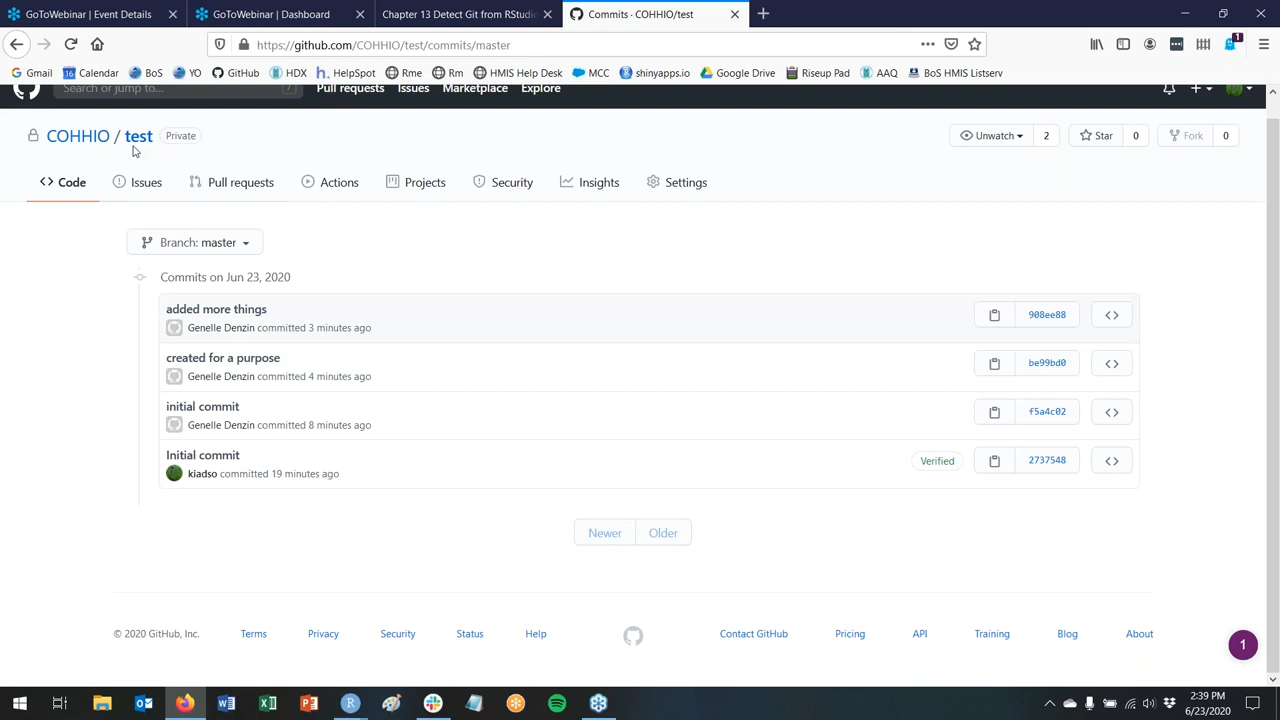 GoToWebinar | Event Details
GoToWebinar | Dashboard
Chapter 13 Detect Git from RStudio
Commits · COHHIO/test
https://github.com/COHHIO/test/commits/master
1
Gmail
16 Calendar
BoS
YO
GitHub
HDX
HelpSpot
Rme
Rm
HMIS Help Desk
MCC
shinyapps.io
Google Drive
Riseup Pad
AAQ
BoS HMIS Listserv
Search or jump to...
/
Pull requests
Issues
Marketplace
Explore
COHHIO / test
Private
Unwatch
2
Star
0
Fork
0
Code
Issues
Pull requests
Actions
Projects
Security
Insights
Settings
Branch: master
Commits on Jun 23, 2020
added more things
Genelle Denzin committed 3 minutes ago
908ee88
created for a purpose
Genelle Denzin committed 4 minutes ago
be99bd0
initial commit
Genelle Denzin committed 8 minutes ago
f5a4c02
Initial commit
kiadso committed 19 minutes ago
Verified
2737548
Newer
Older
© 2020 GitHub, Inc.
Terms
Privacy
Security
Status
Help
Contact GitHub
Pricing
API
Training
Blog
About
1
2:39 PM
6/23/2020